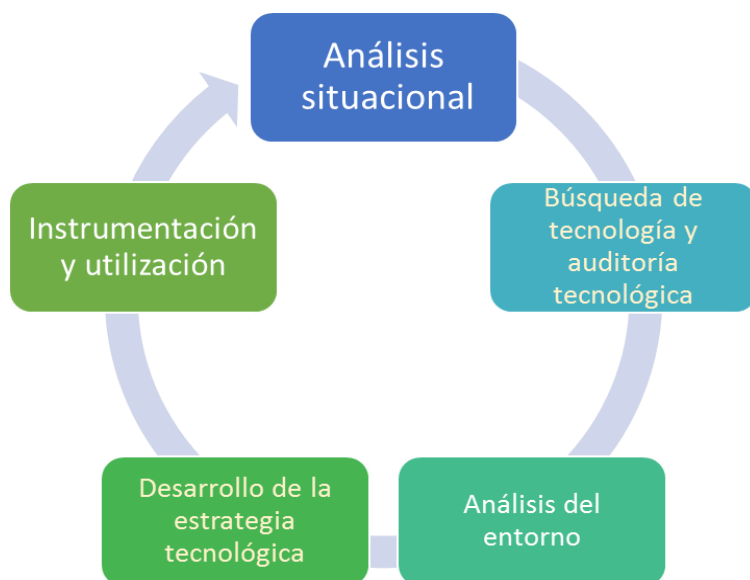 Análisis
situacional
Búsqueda de
tecnología y
auditoría
tecnológica
Análisis del
entorno
Desarrollo de la
estrategia
tecnológica
Instrumentación
y utilización